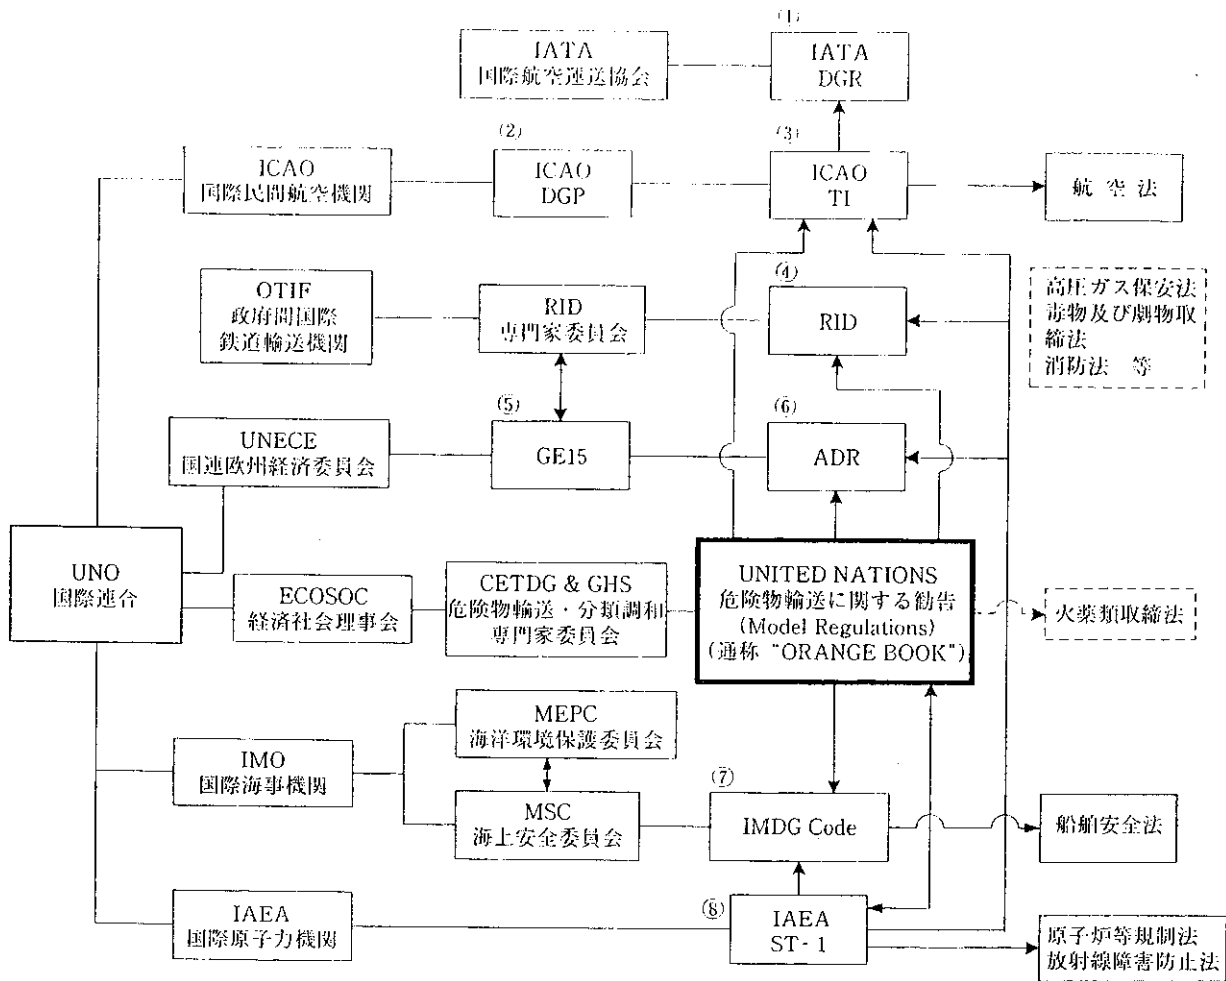 (1)
IATA
国際航空運送協会
IATA
DGR
(2)
(3)
ICAO
国際民間航空機関
ICAO
DGP
ICAO
TI
航空法
(4)
OTIF
政府間国際
鉄道輸送機関
RID
専門家委員会
RID
高圧ガス保安法
毒物及び劇物取
締法
消防法 等
(5)
(6)
UNECE
国連欧州経済委員会
GE15
ADR
UNO
国際連合
ECOSOC
経済社会理事会
CETDG & GHS
危険物輸送・分類調和
専門家委員会
UNITED NATIONS
危険物輸送に関する勧告
(Model Regulations)
(通称 "ORANGE BOOK")
火薬類取締法
MEPC
海洋環境保護委員会
IMO
国際海事機関
(7)
MSC
海上安全委員会
IMDG Code
船舶安全法
IAEA
国際原子力機関
(8)
IAEA
ST-1
原子炉等規制法
放射線障害防止法